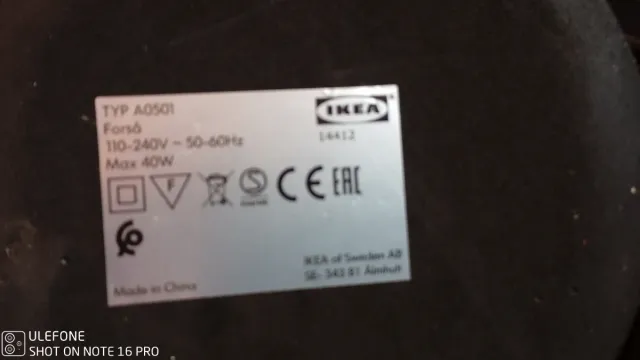 TYP A0501
IKEA
Forså
14412
110-240V ~ 50-60Hz
Max 40W
F
S
CE EAC
IKEA of Sweden AB
SE- 343 81 Älmhult
Made in China
ULEFONE
SHOT ON NOTE 16 PRO